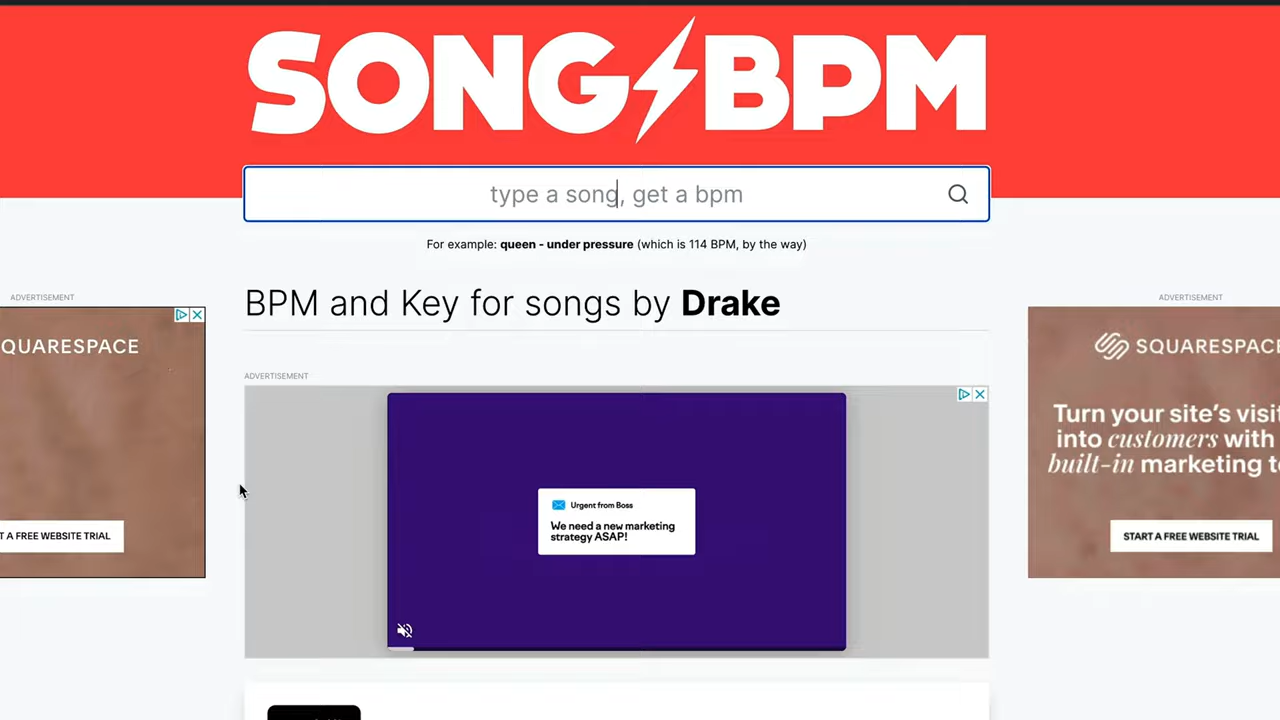 SONG BPM
type a song, get a bpm
For example: queen - under pressure (which is 114 BPM, by the way)
BPM and Key for songs by Drake
ADVERTISEMENT
QUARESPACE
T A FREE WEBSITE TRIAL
ADVERTISEMENT
Urgent from Boss
We need a new marketing
strategy ASAP!
ADVERTISEMENT
SQUARESPACE
Turn your site's visit
into customers with
built-in marketing to
START A FREE WEBSITE TRIAL